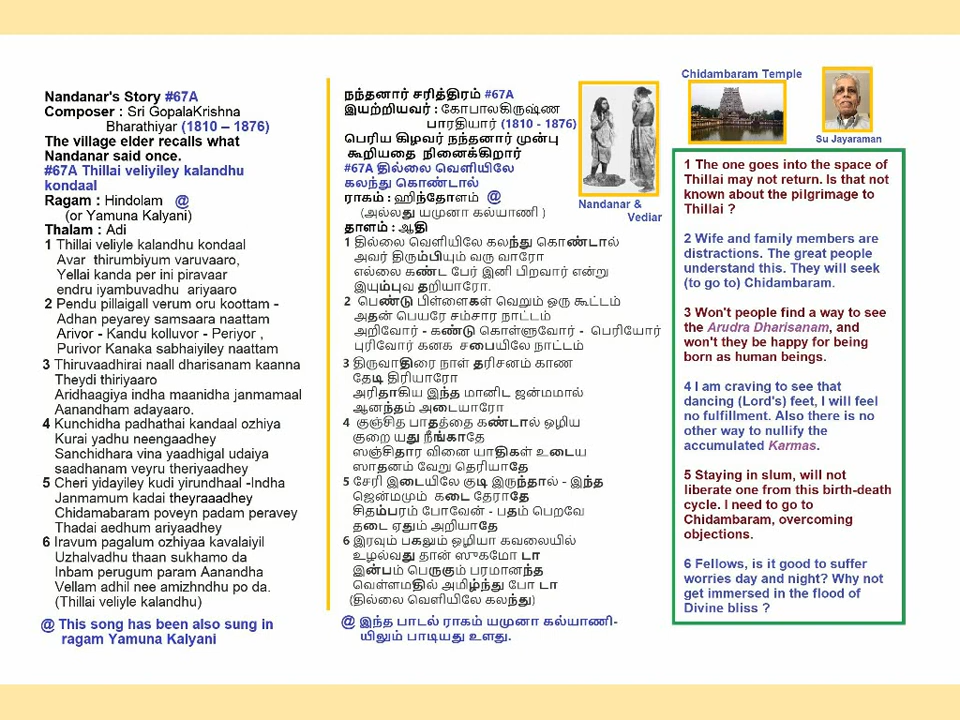 Nandanar's Story #67A
Composer : Sri GopalaKrishna
Bharathiyar (1810 – 1876)
The village elder recalls what
Nandanar said once.
#67A Thillai veliyiley kalandhu
kondaal
Ragam : Hindolam @
(or Yamuna Kalyani)
Thalam : Adi
1 Thillai veliyle kalandhu kondaal
Avar thirumbiyum varuvaaro,
Yellai kanda per ini piravaar
endru iyambuvadhu ariyaaro
2 Pendu pillaigall verum oru koottam -
Adhan peyarey samsaara naattam
Arivor - Kandu kolluvor - Periyor ,
Purivor Kanaka sabhaiyiley naattam
3 Thiruvaadhirai naall dharisanam kaanna
Theydi thiriyaaro
Aridhaagiya indha maanidha janmamaal
Aanandham adayaaro.
4 Kunchidha padhathai kandaal ozhiya
Kurai yadhu neengaadhey
Sanchidhara vina yaadhigal udaiya
saadhanam veyru theriyaadhey
5 Cheri yidayiley kudi yirundhaal -Indha
Janmamum kadai theyraaadhey
Chidamabaram poveyn padam peravey
Thadai aedhum ariyaadhey
6 Iravum pagalum ozhiyaa kavalaiyil
Uzhalvadhu thaan sukhamo da
Inbam perugum param Aanandha
Vellam adhil nee amizhndhu po da.
(Thillai veliyle kalandhu)
@ This song has been also sung in
ragam Yamuna Kalyani
நந்தனார் சரித்திரம் #67A
இயற்றியவர் : கோபாலகிருஷ்ண
பாரதியார் (1810 - 1876)
பெரிய கிழவர் நந்தனார் முன்பு
கூறியதை நினைக்கிறார்
#67A தில்லை வெளியிலே
கலந்து கொண்டால்
ராகம் : ஹிந்தோளம் @
(அல்லது யமுனா கல்யாணி )
தாளம் : ஆதி
1 தில்லை வெளியிலே கலந்து கொண்டால்
அவர் திரும்பியும் வரு வாரோ
எல்லை கண்ட பேர் இனி பிறவார் என்று
இயும்புவ தறியாரோ.
2 பெண்டு பிள்ளைகள் வெறும் ஒரு கூட்டம்
அதன் பெயரே சம்சார நாட்டம்
அறிவோர் - கண்டு கொள்ளுவோர் - பெரியோர்
புரிவோர் கனக சபையிலே நாட்டம்
3 திருவாதிரை நாள் தரிசனம் காண
தேடி திரியாரோ
அரிதாகிய இந்த மானிட ஜன்மமால்
ஆனந்தம் அடையாரோ
4 குஞ்சித பாதத்தை கண்டால் ஒழிய
குறை யது நீங்காதே
ஸஞ்சிதார வினை யாதிகள் உடைய
ஸாதனம் வேறு தெரியாதே
5 சேரி இடையிலே குடி இருந்தால் - இந்த
ஜென்மமும் கடை தேராதே
சிதம்பரம் போவேன் - பதம் பெறவே
தடை ஏதும் அறியாதே
6 இரவும் பகலும் ஒழியா கவலையில்
உழல்வது தான் ஸுகமோ டா
இன்பம் பெருகும் பரமானந்த
வெள்ளமதில் அமிழ்ந்து போ டா
(தில்லை வெளியிலே கலந்து)
@ இந்த பாடல் ராகம் யமுனா கல்யாணி-
யிலும் பாடியது உளது.
Nandanar &
Vediar
Chidambaram Temple
Su Jayaraman
1 The one goes into the space of
Thillai may not return. Is that not
known about the pilgrimage to
Thillai ?
2 Wife and family members are
distractions. The great people
understand this. They will seek
(to go to) Chidambaram.
3 Won't people find a way to see
the Arudra Dharisanam, and
won't they be happy for being
born as human beings.
4 I am craving to see that
dancing (Lord's) feet, I will feel
no fulfillment. Also there is no
other way to nullify the
accumulated Karmas.
5 Staying in slum, will not
liberate one from this birth-death
cycle. I need to go to
Chidambaram, overcoming
objections.
6 Fellows, is it good to suffer
worries day and night? Why not
get immersed in the flood of
Divine bliss ?